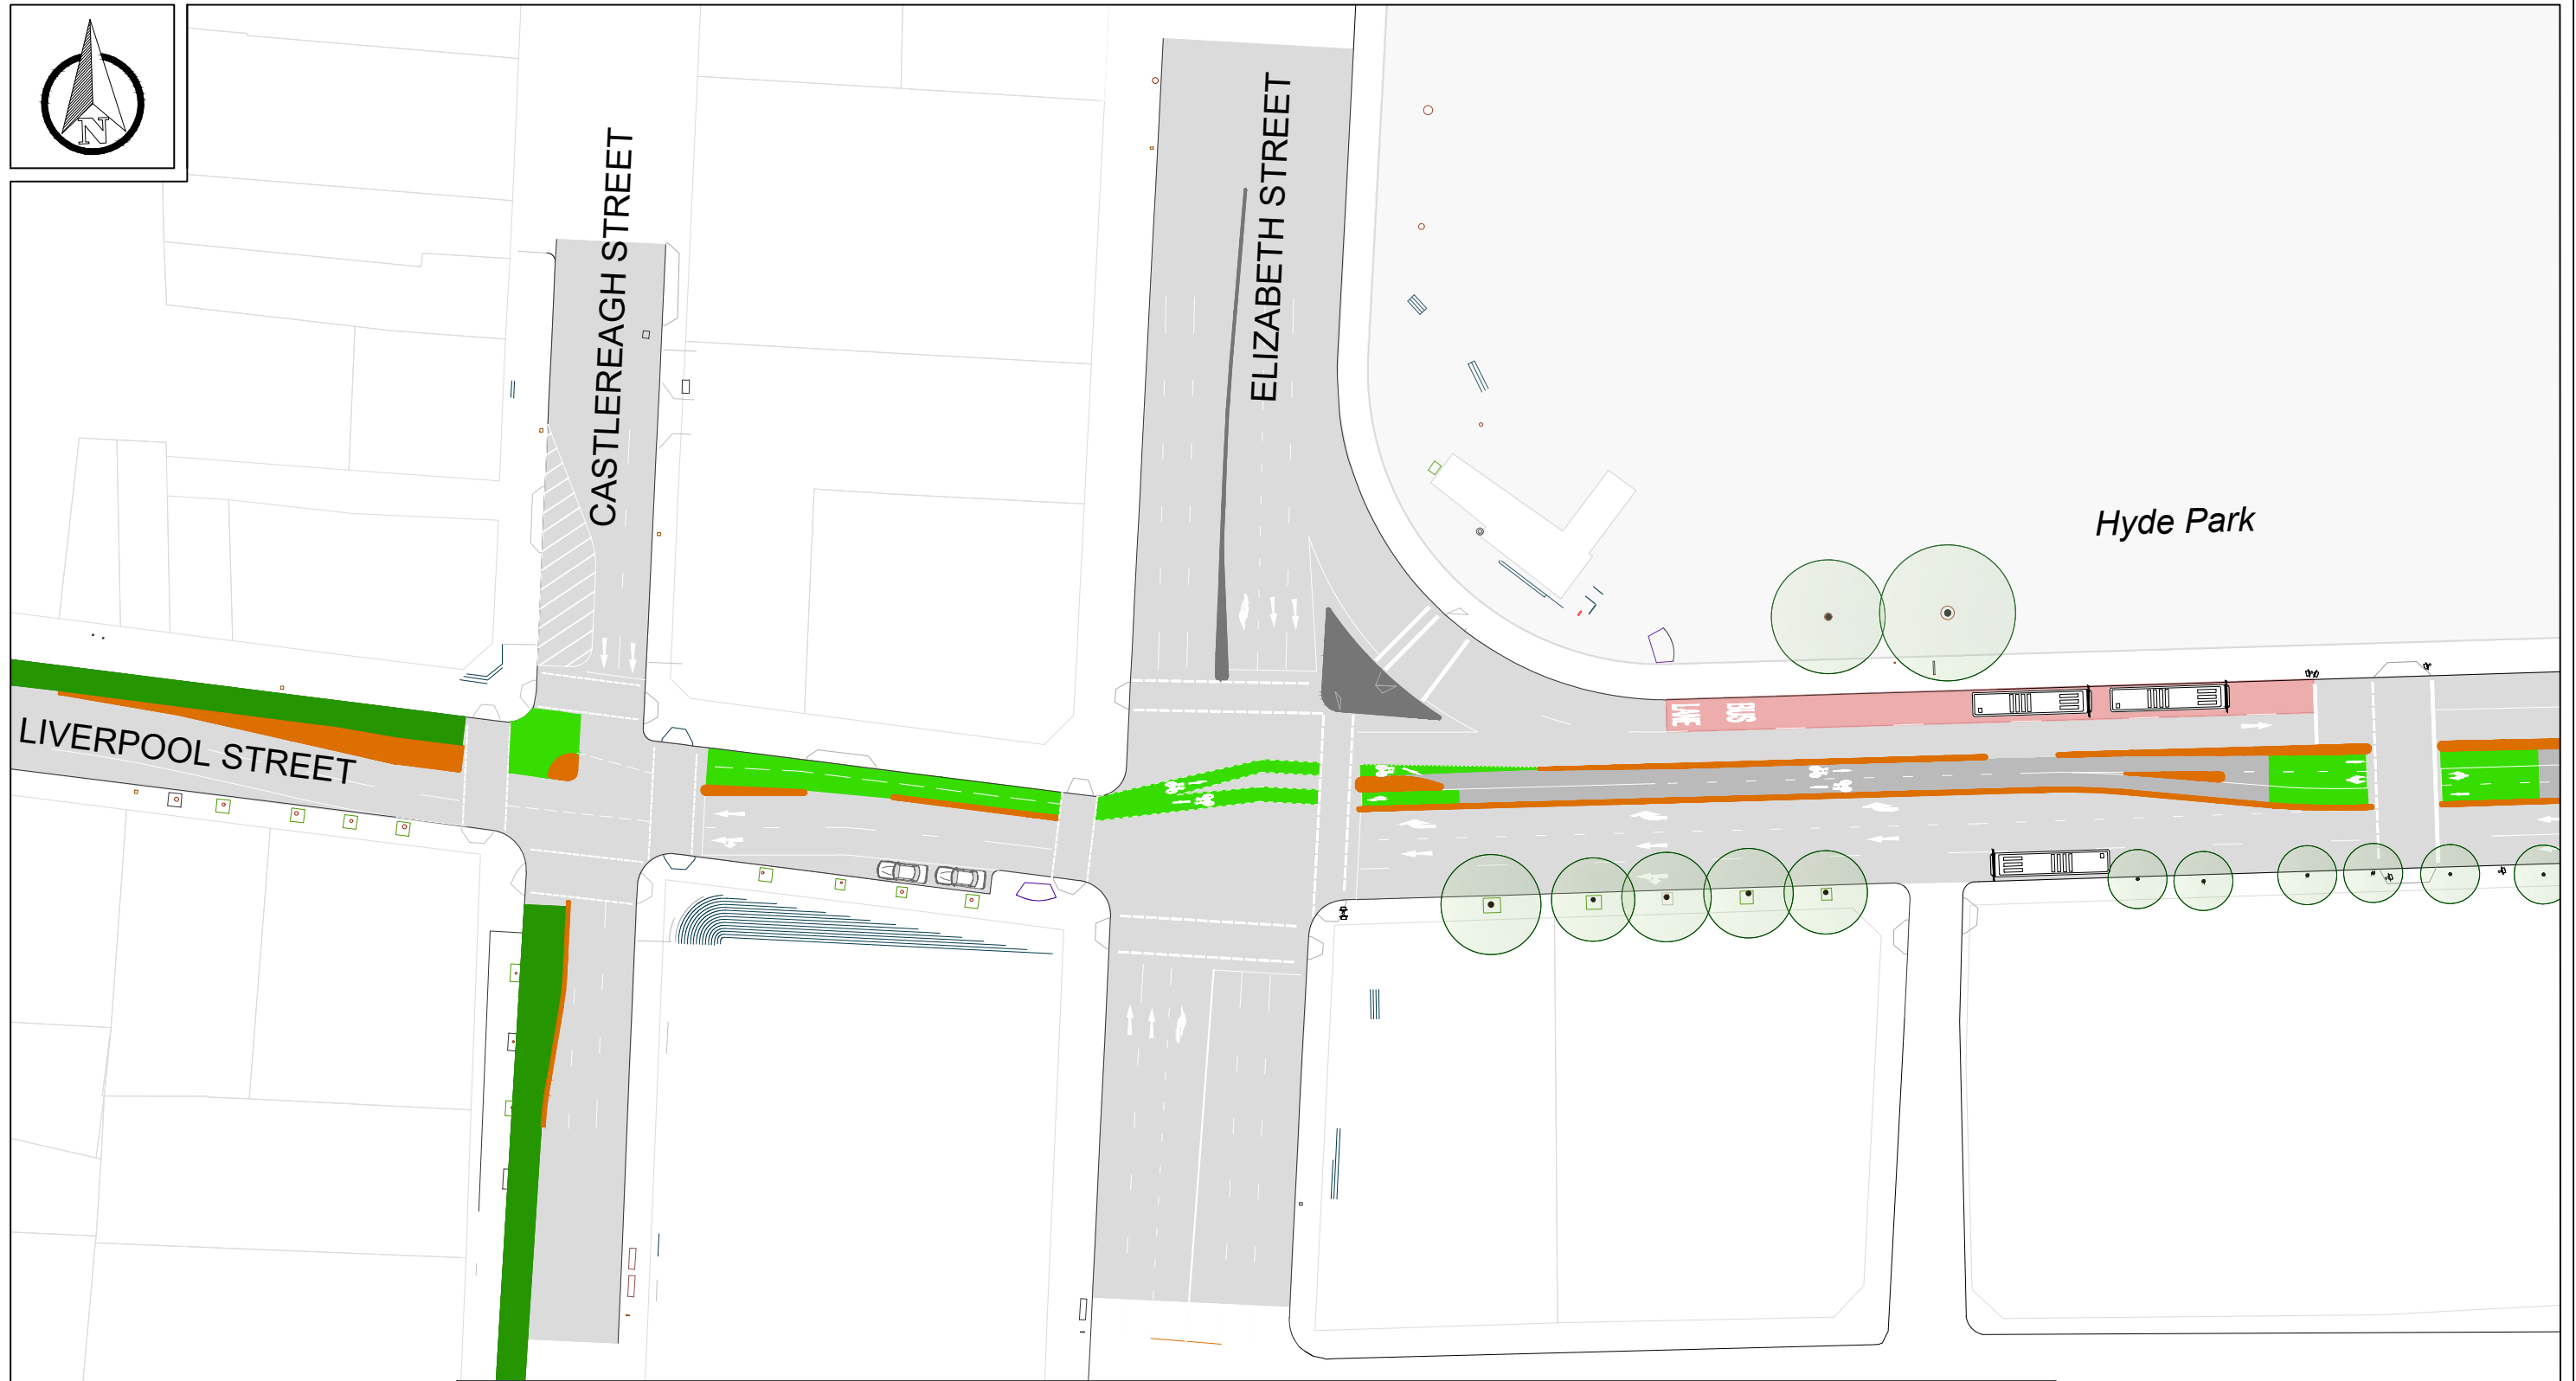 N
CASTLEREAGH STREET
ELIZABETH STREET
Hyde Park
LIVERPOOL STREET
BUS
LANE